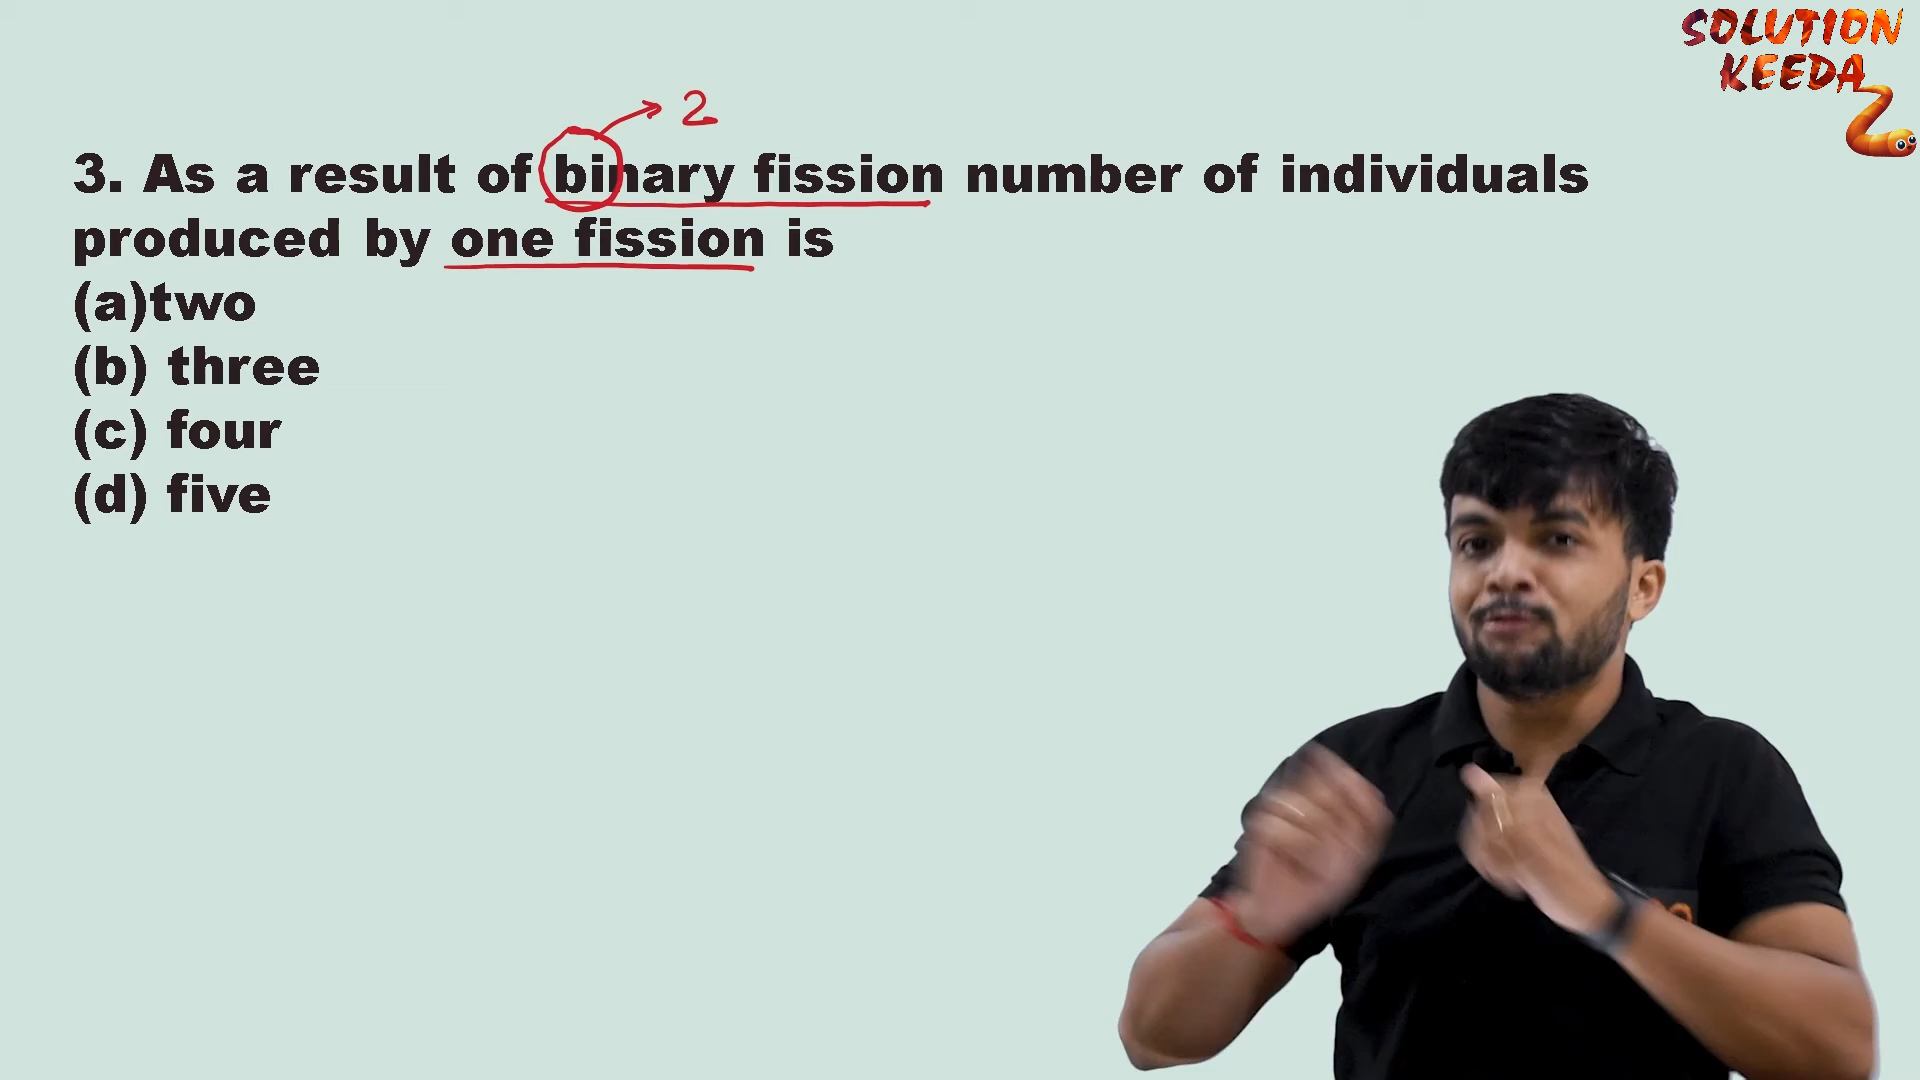 SOLUTION
KEEDA
2
3. As a result of binary fission number of individuals
produced by one fission is
(a)two
(b) three
(c) four
(d) five